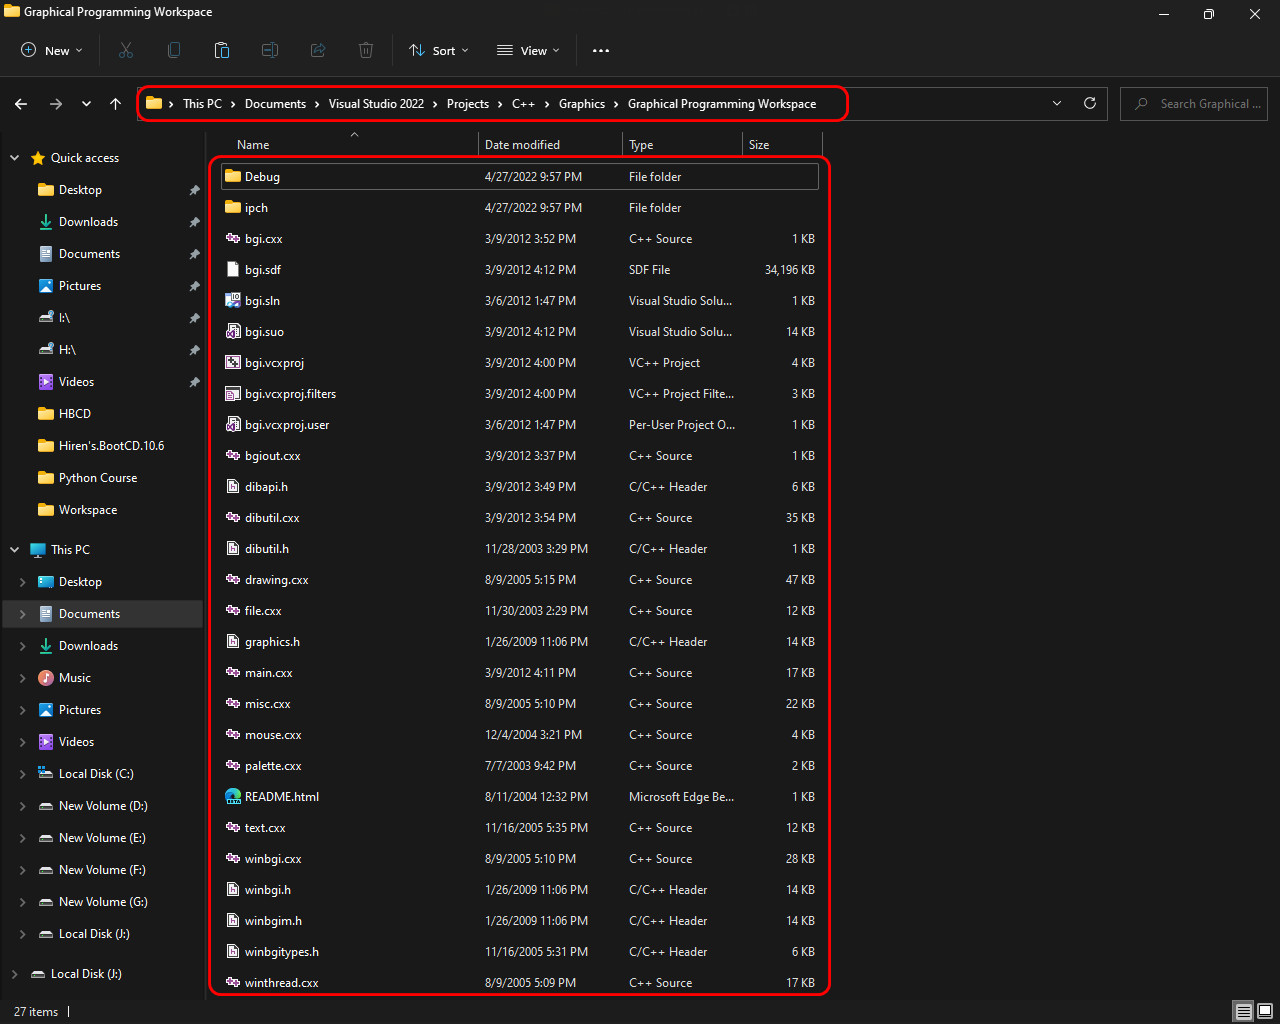 Graphical Programming Workspace
New Sort View
This PC Documents Visual Studio 2022 Projects C++ Graphics Graphical Programming Workspace Search Graphical ...
Quick access
Desktop
Downloads
Documents
Pictures
I:\
H:\
Videos
HBCD
Hiren's.BootCD.10.6
Python Course
Workspace
This PC
Desktop
Documents
Downloads
Music
Pictures
Videos
Local Disk (C:)
New Volume (D:)
New Volume (E:)
New Volume (F:)
New Volume (G:)
Local Disk (J:)
Local Disk (J:)
Name Date modified Type Size
Debug 4/27/2022 9:57 PM File folder
ipch 4/27/2022 9:57 PM File folder
bgi.cxx 3/9/2012 3:52 PM C++ Source 1 KB
bgi.sdf 3/9/2012 4:12 PM SDF File 34,196 KB
bgi.sln 3/6/2012 1:47 PM Visual Studio Solu... 1 KB
bgi.suo 3/9/2012 4:12 PM Visual Studio Solu... 14 KB
bgi.vcxproj 3/9/2012 4:00 PM VC++ Project 4 KB
bgi.vcxproj.filters 3/9/2012 4:00 PM VC++ Project Filte... 3 KB
bgi.vcxproj.user 3/6/2012 1:47 PM Per-User Project O... 1 KB
bgiout.cxx 3/9/2012 3:37 PM C++ Source 1 KB
dibapi.h 3/9/2012 3:49 PM C/C++ Header 6 KB
dibutil.cxx 3/9/2012 3:54 PM C++ Source 35 KB
dibutil.h 11/28/2003 3:29 PM C/C++ Header 1 KB
drawing.cxx 8/9/2005 5:15 PM C++ Source 47 KB
file.cxx 11/30/2003 2:29 PM C++ Source 12 KB
graphics.h 1/26/2009 11:06 PM C/C++ Header 14 KB
main.cxx 3/9/2012 4:11 PM C++ Source 17 KB
misc.cxx 8/9/2005 5:10 PM C++ Source 22 KB
mouse.cxx 12/4/2004 3:21 PM C++ Source 4 KB
palette.cxx 7/7/2003 9:42 PM C++ Source 2 KB
README.html 8/11/2004 12:32 PM Microsoft Edge Be... 1 KB
text.cxx 11/16/2005 5:35 PM C++ Source 12 KB
winbgi.cxx 8/9/2005 5:10 PM C++ Source 28 KB
winbgi.h 1/26/2009 11:06 PM C/C++ Header 14 KB
winbgim.h 1/26/2009 11:06 PM C/C++ Header 14 KB
winbgitypes.h 11/16/2005 5:31 PM C/C++ Header 6 KB
winthread.cxx 8/9/2005 5:09 PM C++ Source 17 KB
27 items